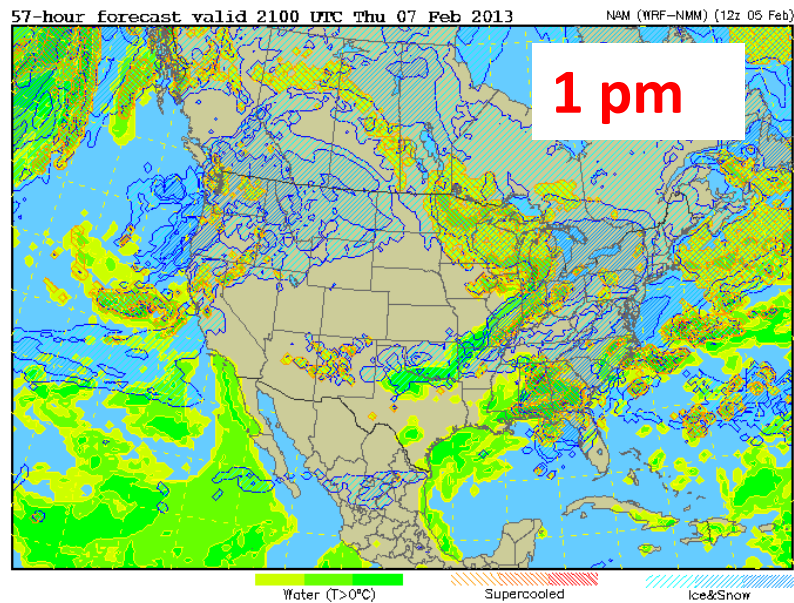 57-hour forecast valid 2100 UTC Thu 07 Feb 2013
NAM (WRF-NMM) (12z 05 Feb)
1 pm
Water (T>0°C)
Supercooled
Ice&Snow